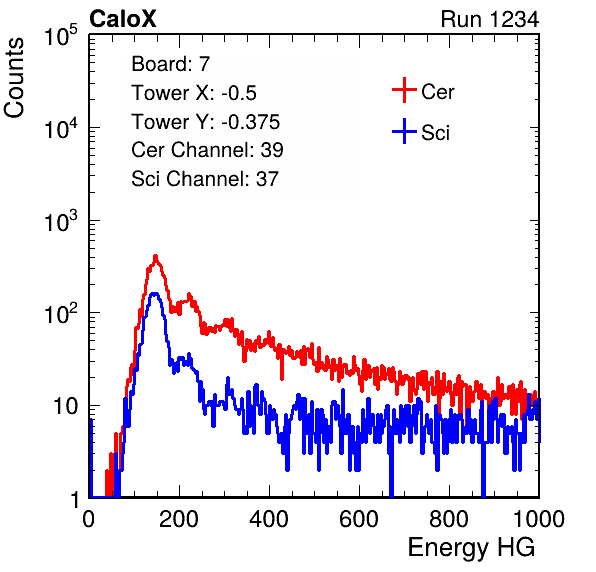 CaloX Run 1234
Counts
Board: 7
Tower X: -0.5
Tower Y: -0.375
Cer Channel: 39
Sci Channel: 37
Cer
Sci
10^5
10^4
10^3
10^2
10
1
0 200 400 600 800 1000
Energy HG